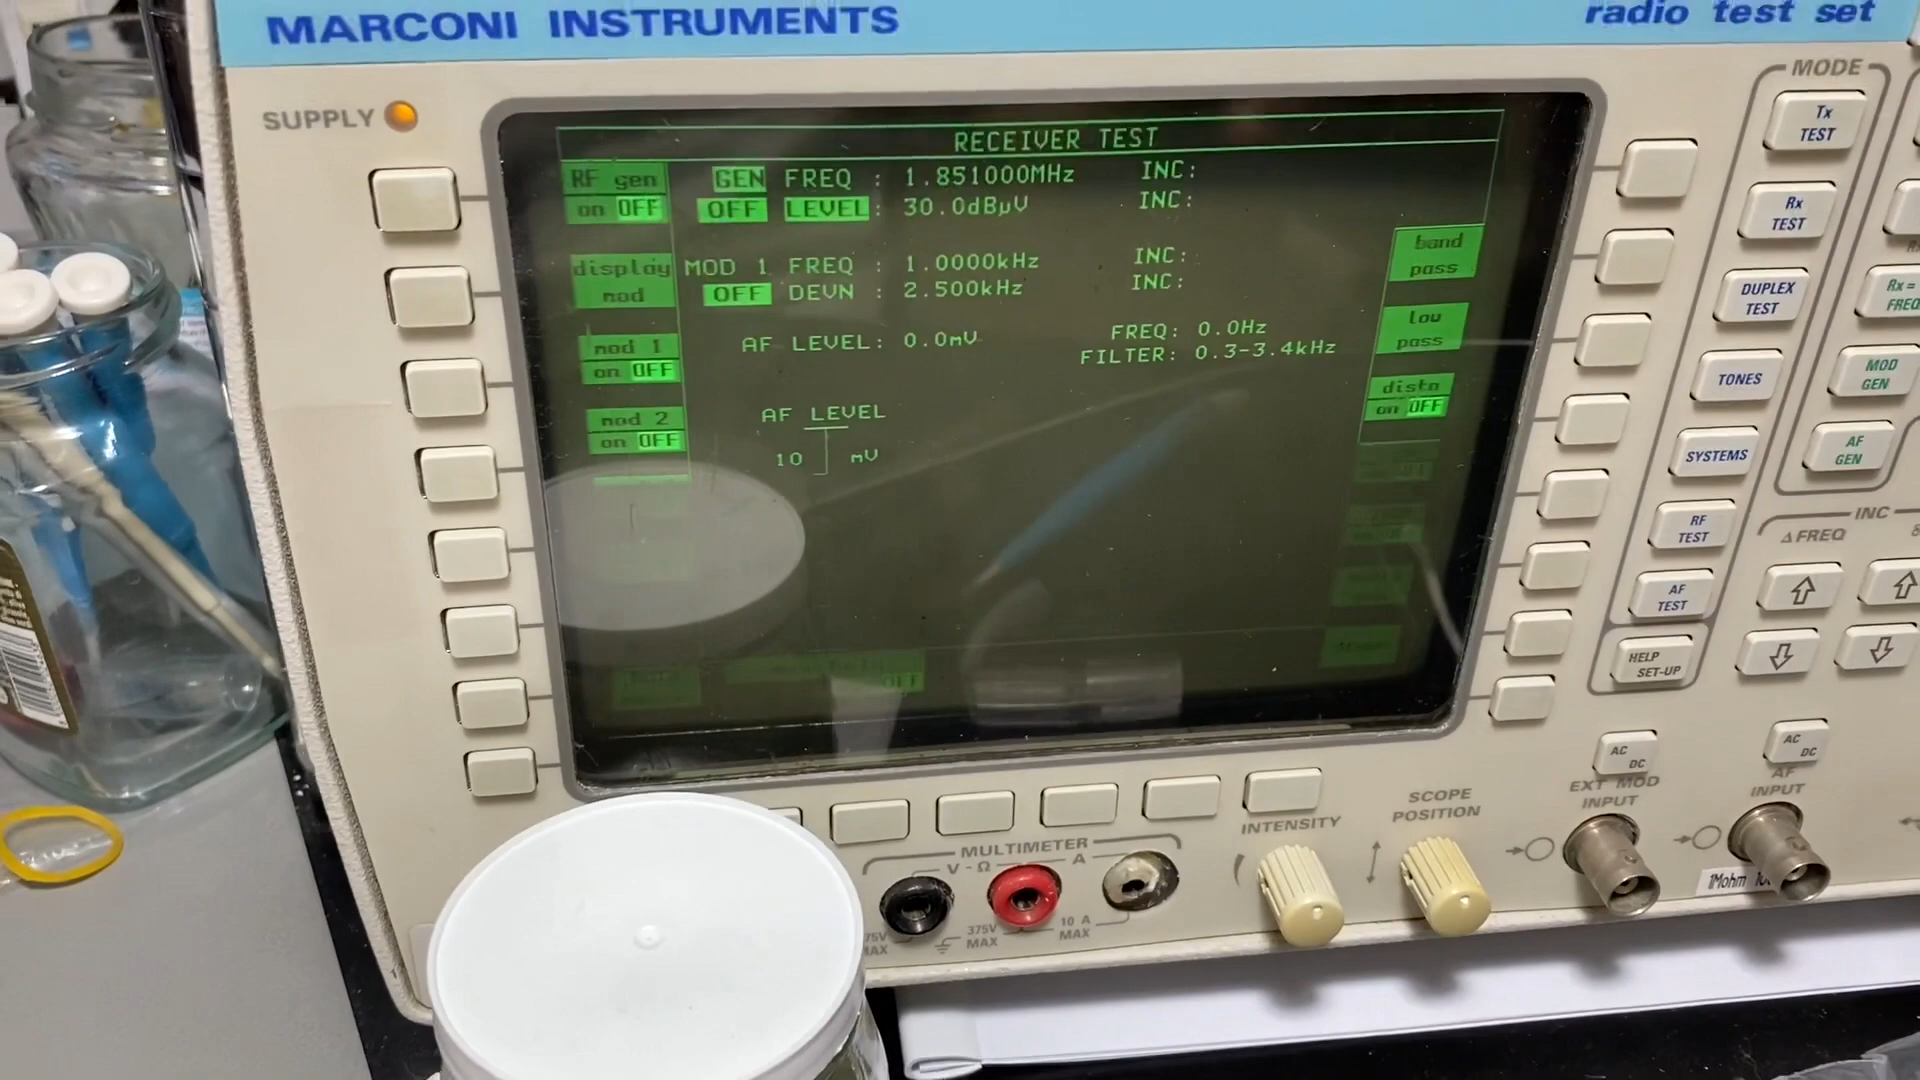 MARCONI INSTRUMENTS
radio test set
SUPPLY
MODE
RECEIVER TEST
RF gen
on OFF
GEN FREQ : 1.851000MHz INC:
OFF LEVEL: 30.0dBµV INC:
display
mod
MOD 1 FREQ : 1.0000kHz INC:
OFF DEVN : 2.500kHz INC:
mod 1
on OFF
AF LEVEL: 0.0mV
FREQ: 0.0Hz
FILTER: 0.3-3.4kHz
mod 2
on OFF
AF LEVEL
10 mV
band
pass
low
pass
distn
on OFF
OFF
Tx
TEST
Rx
TEST
DUPLEX
TEST
TONES
SYSTEMS
RF
TEST
AF
TEST
HELP
SET-UP
Rx =
FREQ
MOD
GEN
AF
GEN
INC
ΔFREQ
AC
DC
AC
DC
EXT MOD
INPUT
AF
INPUT
1Mohm
SCOPE
POSITION
INTENSITY
MULTIMETER
V - Ω
A
375V
MAX
10 A
MAX